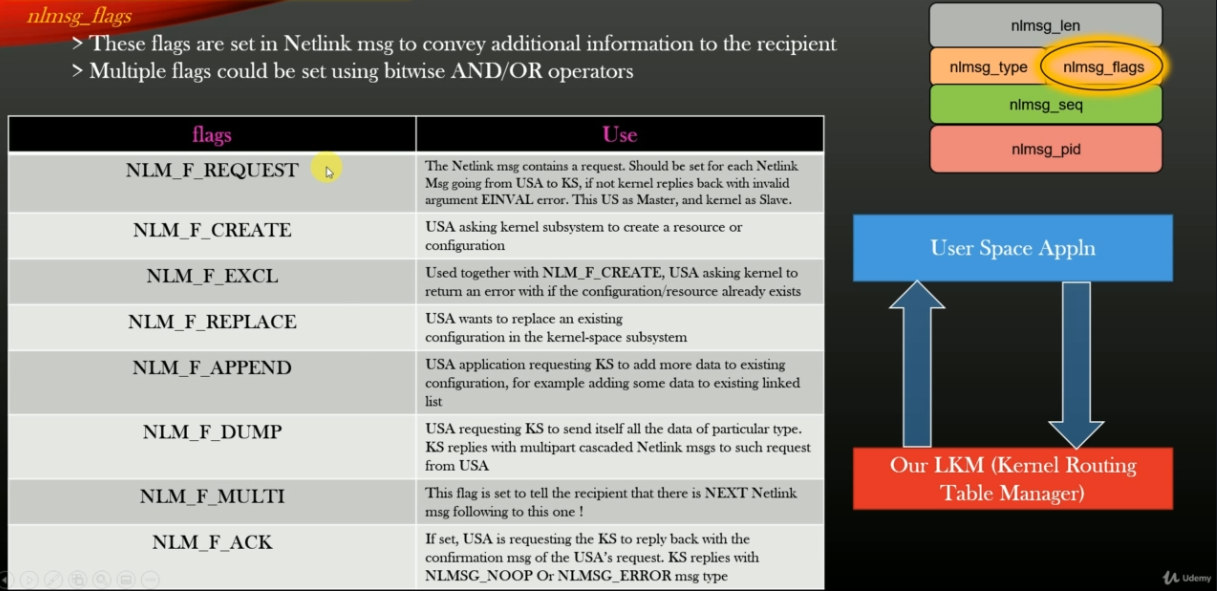 nlmsg_flags
> These flags are set in Netlink msg to convey additional information to the recipient
> Multiple flags could be set using bitwise AND/OR operators
flags Use
NLM_F_REQUEST
The Netlink msg contains a request. Should be set for each Netlink
Msg going from USA to KS, if not kernel replies back with invalid
argument EINVAL error. This US as Master, and kernel as Slave.
NLM_F_CREATE
USA asking kernel subsystem to create a resource or
configuration
NLM_F_EXCL
Used together with NLM_F_CREATE, USA asking kernel to
return an error with if the configuration/resource already exists
NLM_F_REPLACE
USA wants to replace an existing
configuration in the kernel-space subsystem
NLM_F_APPEND
USA application requesting KS to add more data to existing
configuration, for example adding some data to existing linked
list
NLM_F_DUMP
USA requesting KS to send itself all the data of particular type.
KS replies with multipart cascaded Netlink msgs to such request
from USA
NLM_F_MULTI
This flag is set to tell the recipient that there is NEXT Netlink
msg following to this one !
NLM_F_ACK
If set, USA is requesting the KS to reply back with the
confirmation msg of the USA's request. KS replies with
NLMSG_NOOP Or NLMSG_ERROR msg type
nlmsg_len
nlmsg_type nlmsg_flags
nlmsg_seq
nlmsg_pid
User Space Appln
Our LKM (Kernel Routing
Table Manager)
Udemy